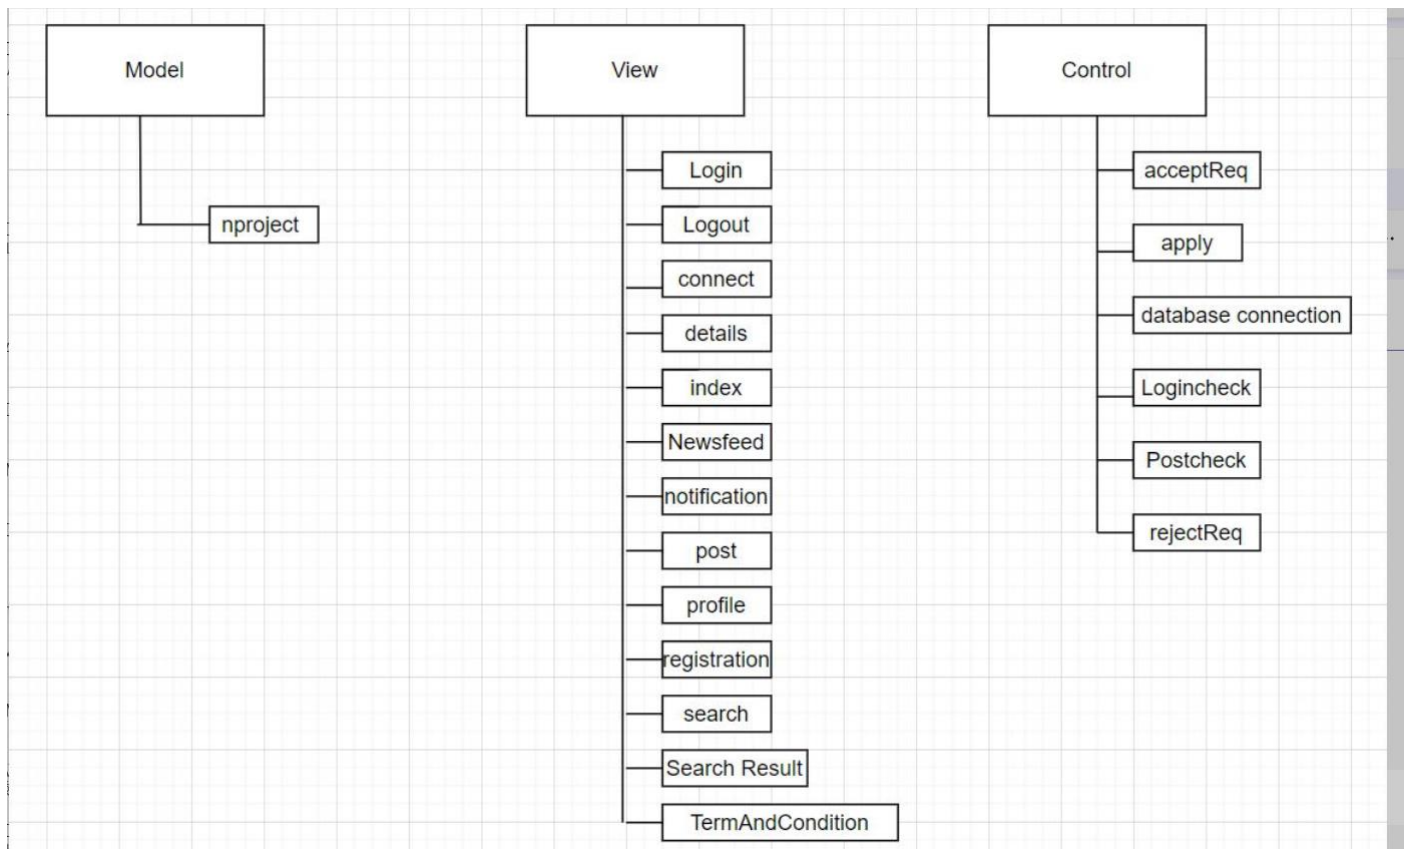 Model
nproject
View
Login
Logout
connect
details
index
Newsfeed
notification
post
profile
registration
search
Search Result
TermAndCondition
Control
acceptReq
apply
database connection
Logincheck
Postcheck
rejectReq